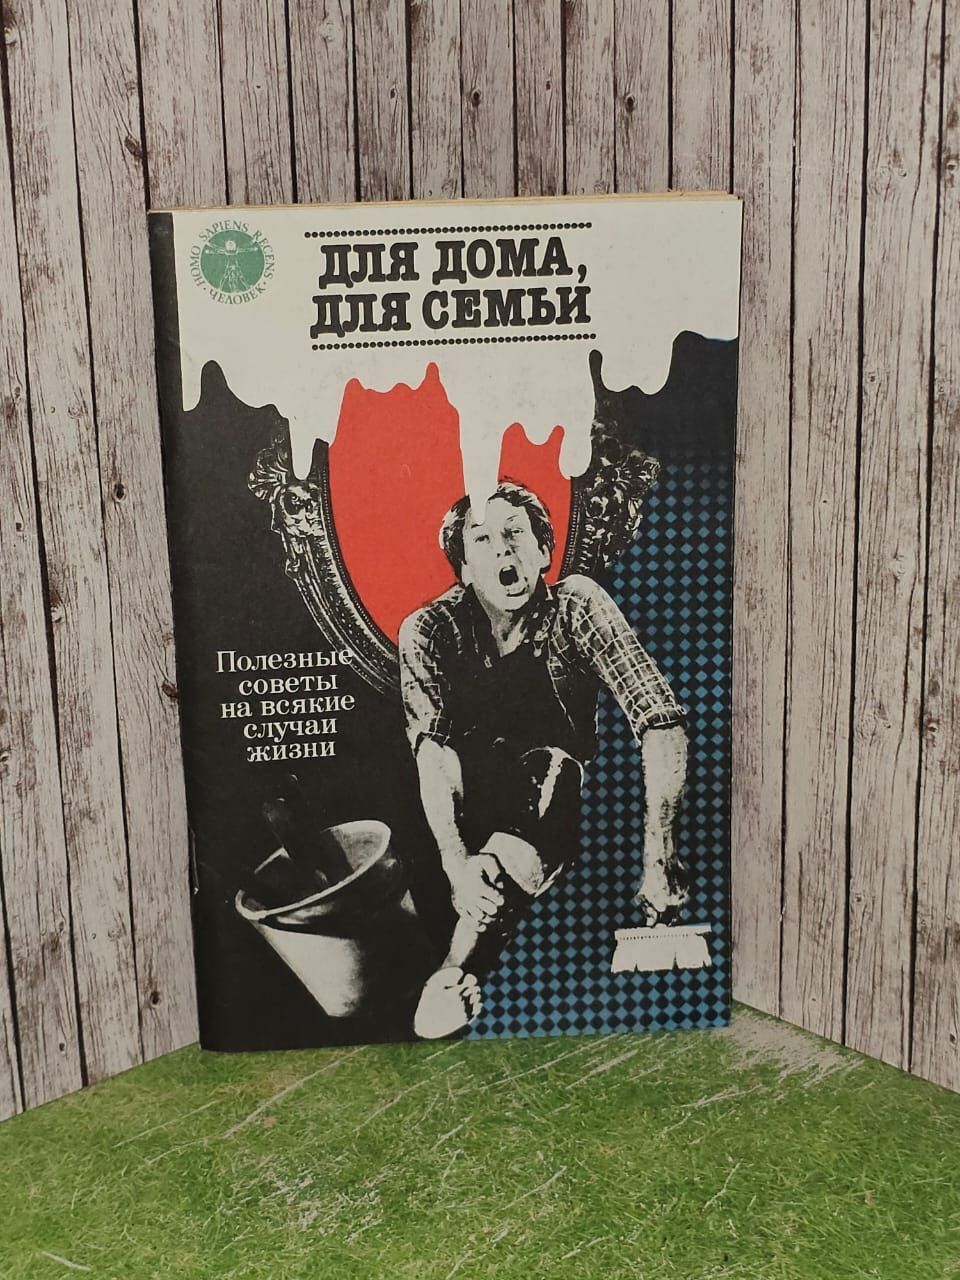 HOMO SAPIENS RECENS
· ЧЕЛОВЕК ·
ДЛЯ ДОМА,
ДЛЯ СЕМЬИ
Полезные
советы
на всякие
случаи
жизни